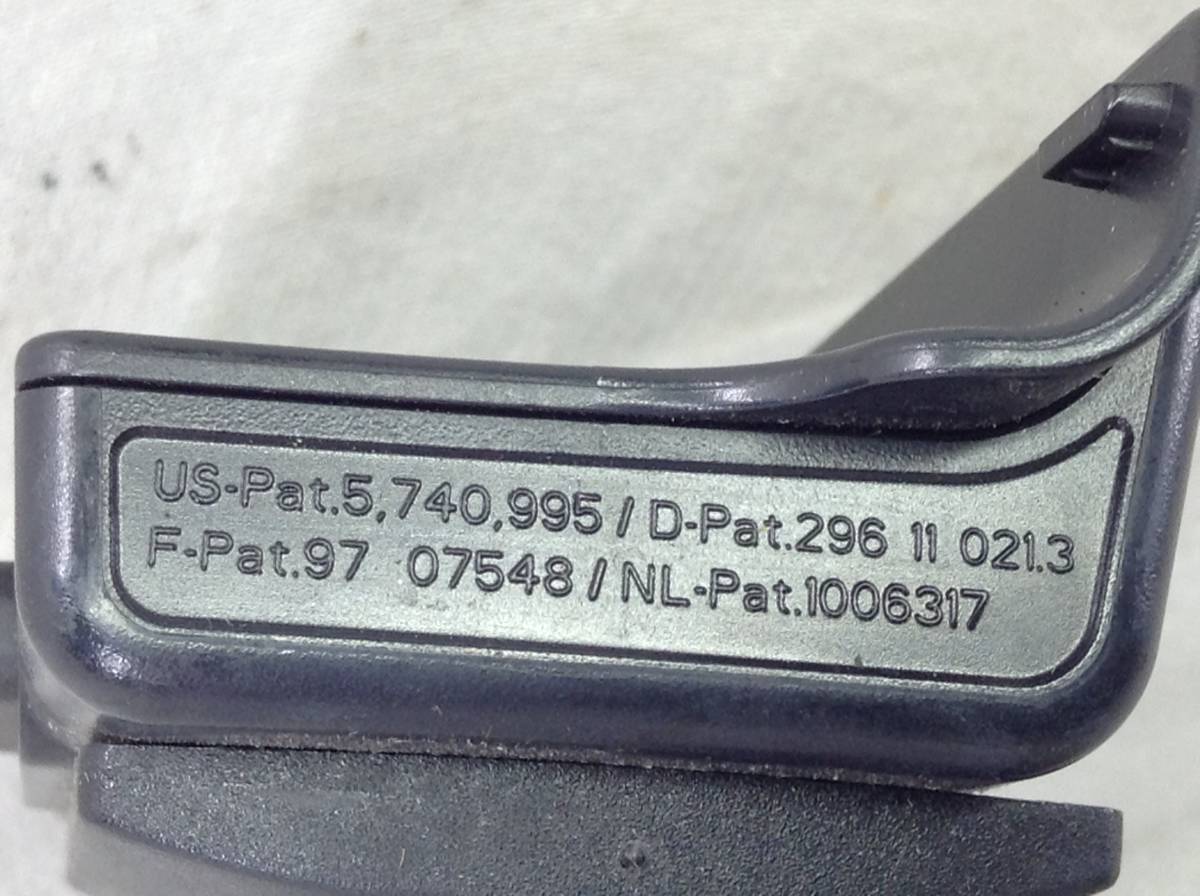 US-Pat.5,740,995 / D-Pat.296 11 021.3
F-Pat.97 07548 / NL-Pat.1006317